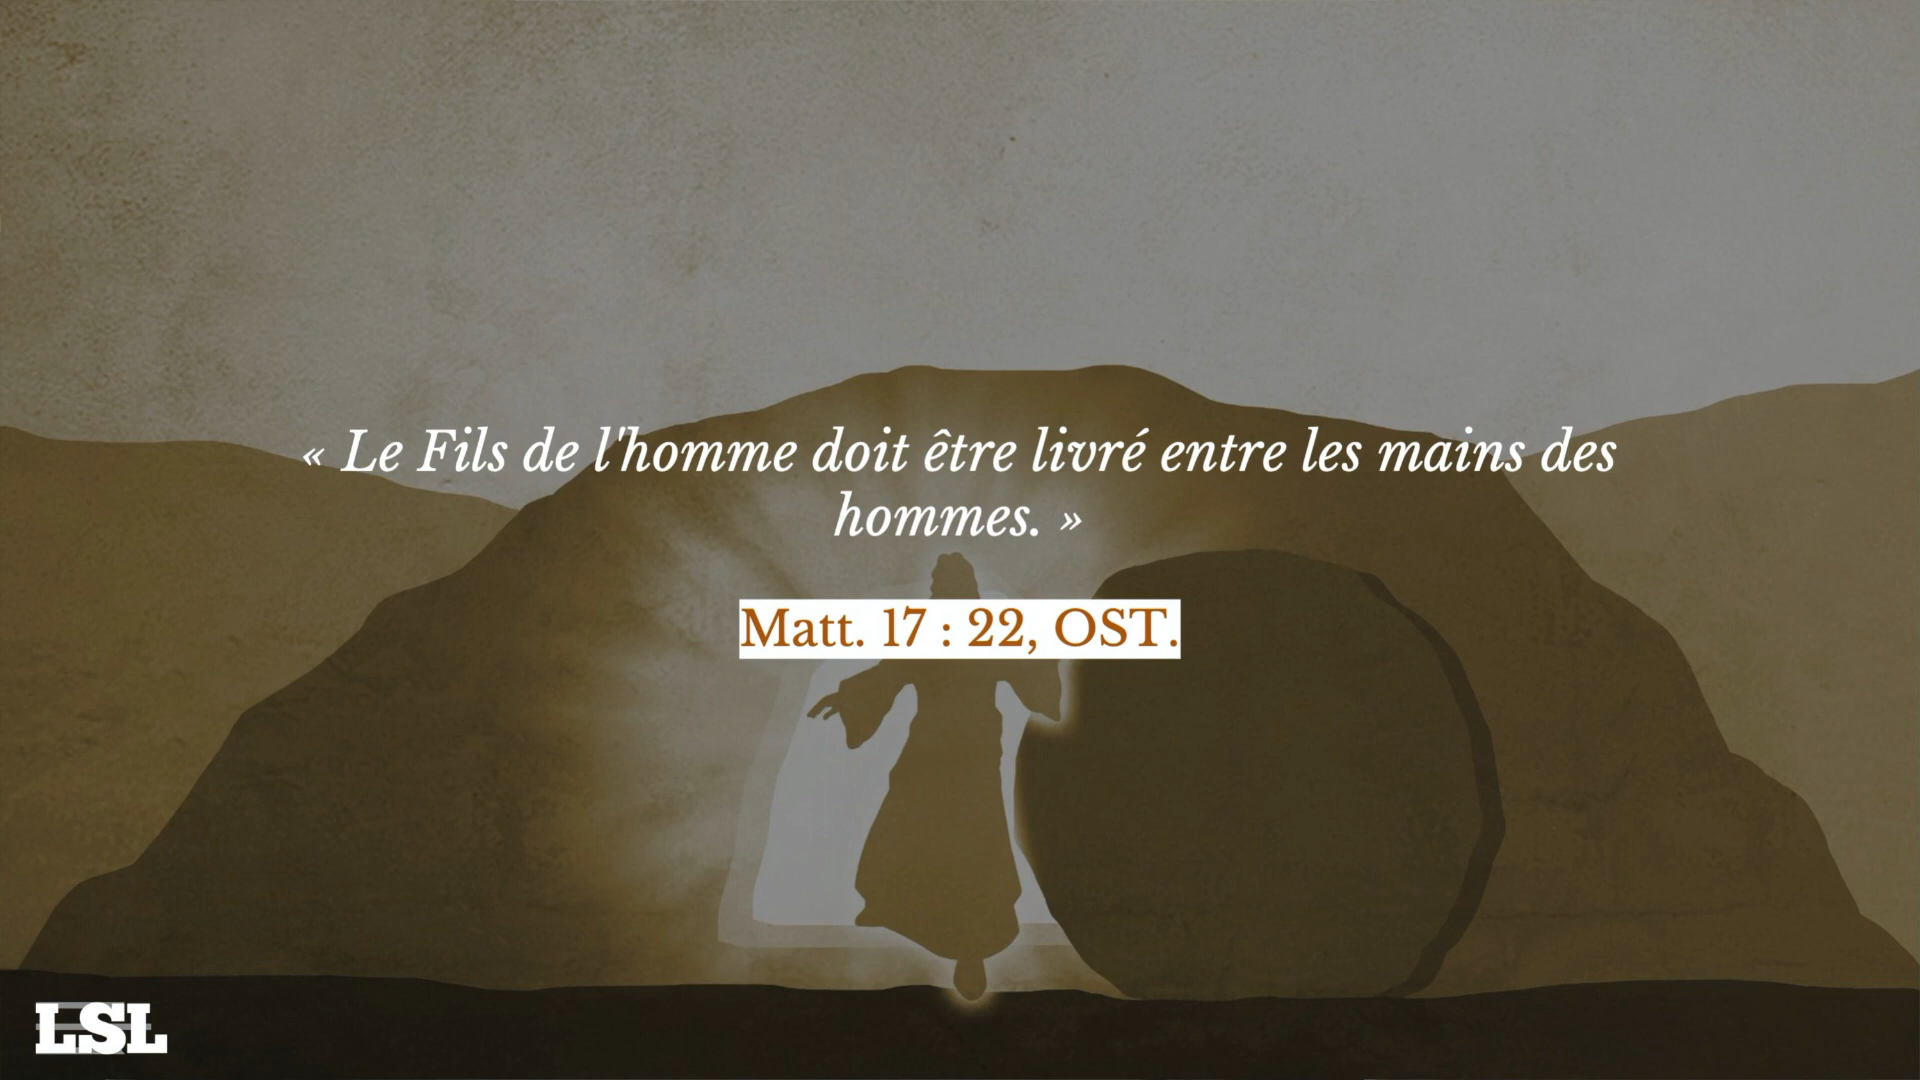 « Le Fils de l'homme doit être livré entre les mains des
hommes. »
Matt. 17 : 22, OST.
LSL